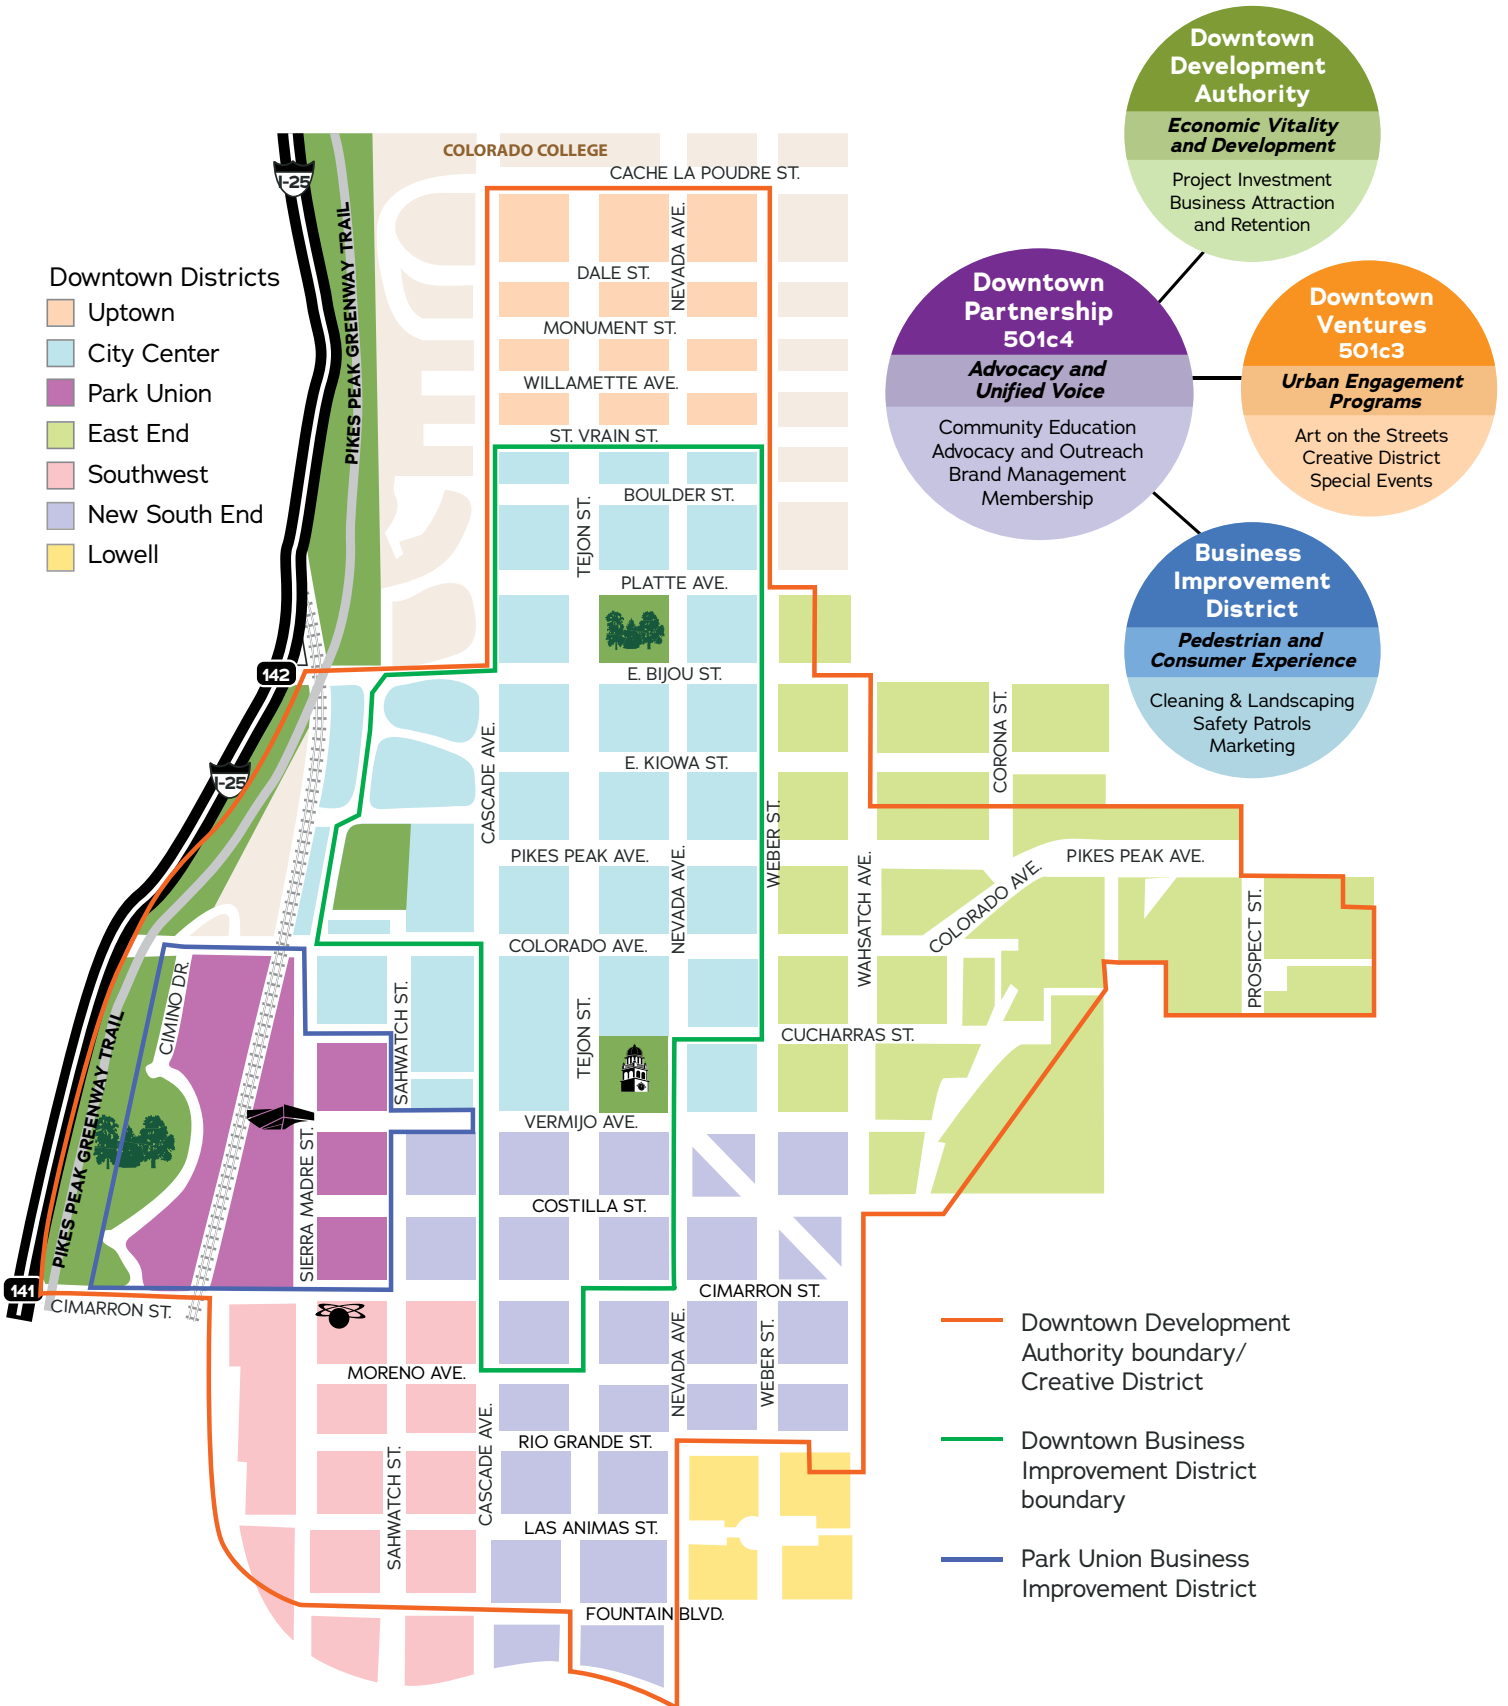 Downtown
Development
Authority
Economic Vitality
and Development
Project Investment
Business Attraction
and Retention
Downtown
Partnership
501c4
Advocacy and
Unified Voice
Community Education
Advocacy and Outreach
Brand Management
Membership
Downtown
Ventures
501c3
Urban Engagement
Programs
Art on the Streets
Creative District
Special Events
Business
Improvement
District
Pedestrian and
Consumer Experience
Cleaning & Landscaping
Safety Patrols
Marketing
Downtown Districts
Uptown
City Center
Park Union
East End
Southwest
New South End
Lowell
COLORADO COLLEGE
CACHE LA POUDRE ST.
I-25
PIKES PEAK GREENWAY TRAIL
NEVADA AVE.
DALE ST.
MONUMENT ST.
WILLAMETTE AVE.
ST. VRAIN ST.
BOULDER ST.
TEJON ST.
PLATTE AVE.
E. BIJOU ST.
142
I-25
CASCADE AVE.
E. KIOWA ST.
CORONA ST.
WEBER ST.
PIKES PEAK AVE.
PIKES PEAK AVE.
NEVADA AVE.
WAHSATCH AVE.
COLORADO AVE.
PROSPECT ST.
COLORADO AVE.
CIMINO DR.
SAHWATCH ST.
TEJON ST.
CUCHARRAS ST.
PIKES PEAK GREENWAY TRAIL
VERMIJO AVE.
SIERRA MADRE ST.
COSTILLA ST.
141
CIMARRON ST.
CIMARRON ST.
NEVADA AVE.
WEBER ST.
MORENO AVE.
CASCADE AVE.
SAHWATCH ST.
RIO GRANDE ST.
LAS ANIMAS ST.
FOUNTAIN BLVD.
Downtown Development
Authority boundary/
Creative District
Downtown Business
Improvement District
boundary
Park Union Business
Improvement District